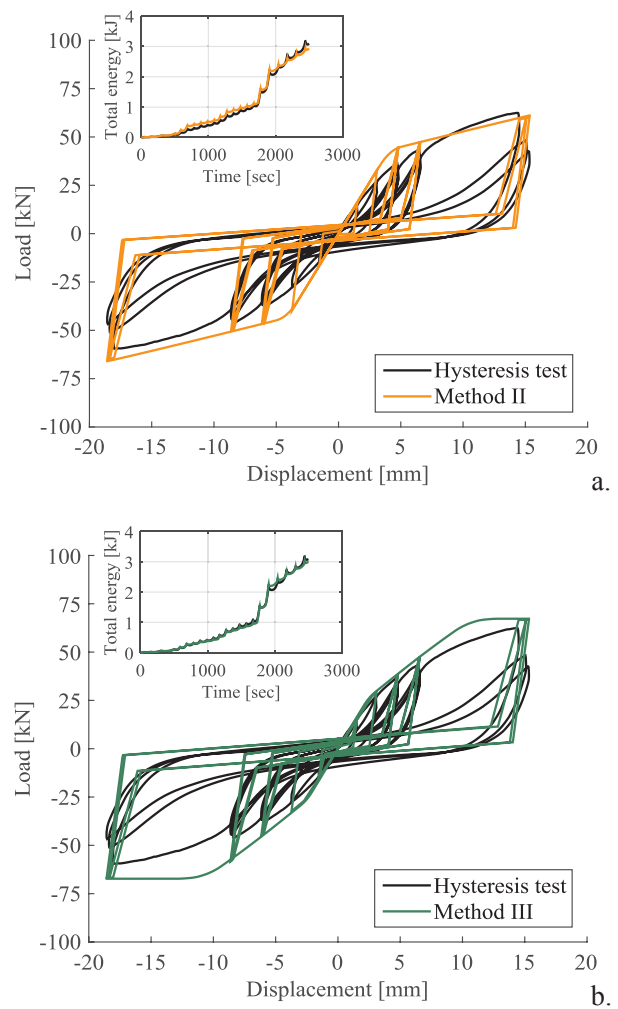 4
3
2
1
0
Total energy [kJ]
0 1000 2000 3000
Time [sec]
100
75
50
25
0
-25
-50
-75
-100
Load [kN]
Hysteresis test
Method II
-20 -15 -10 -5 0 5 10 15 20
Displacement [mm]
a.
4
3
2
1
0
Total energy [kJ]
0 1000 2000 3000
Time [sec]
100
75
50
25
0
-25
-50
-75
-100
Load [kN]
Hysteresis test
Method III
-20 -15 -10 -5 0 5 10 15 20
Displacement [mm]
b.